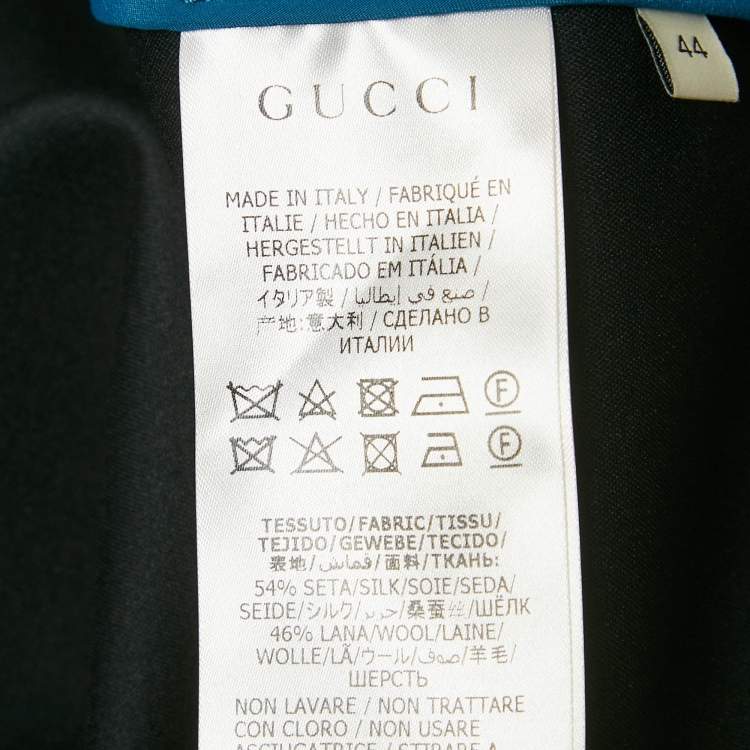 44
GUCCI
MADE IN ITALY / FABRIQUÉ EN
ITALIE / HECHO EN ITALIA /
HERGESTELLT IN ITALIEN /
FABRICADO EM ITÁLIA /
イタリア製 / صنع في إيطاليا /
产地:意大利 / СДЕЛАНО В
ИТАЛИИ
F
F
TESSUTO/FABRIC/TISSU/
TEJIDO/GEWEBE/TECIDO/
表地/قماش/面料/ТКАНЬ:
54% SETA/SILK/SOIE/SEDA/
SEIDE/シルク/حرير/桑蚕丝/ШЁЛК
46% LANA/WOOL/LAINE/
WOLLE/LÃ/ウール/صوف/羊毛/
ШЕРСТЬ
NON LAVARE / NON TRATTARE
CON CLORO / NON USARE
ASCIUGATRICE / STIRARE A